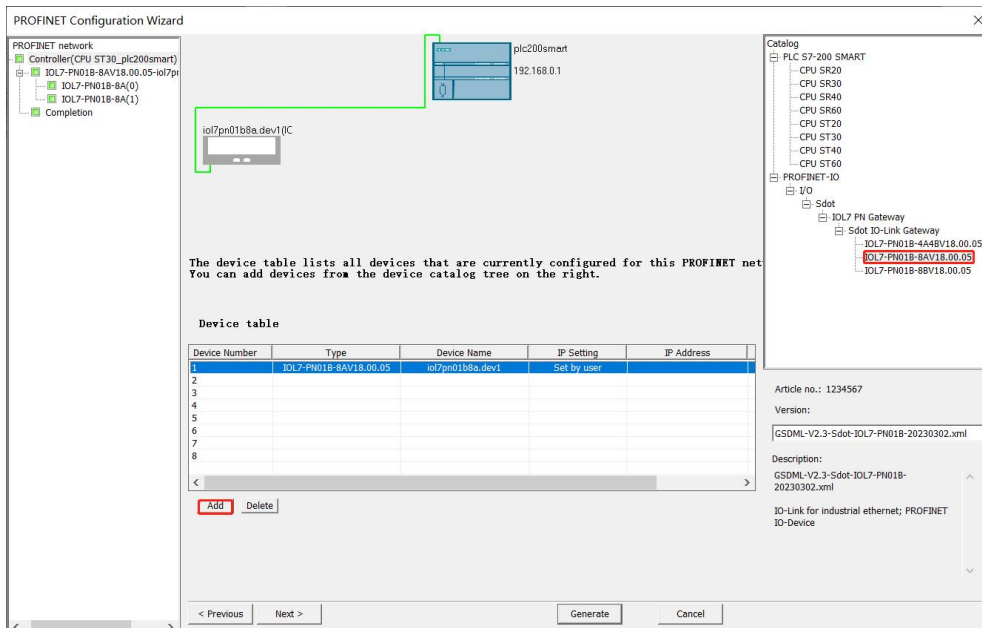 PROFINET Configuration Wizard
PROFINET network
Controller(CPU ST30_plc200smart)
IOL7-PN01B-8AV18.00.05-iol7pr
IOL7-PN01B-8A(0)
IOL7-PN01B-8A(1)
Completion
plc200smart
192.168.0.1
iol7pn01b8a.dev1(IC
The device table lists all devices that are currently configured for this PROFINET net
You can add devices from the device catalog tree on the right.
Device table
Device Number Type Device Name IP Setting IP Address
1 IOL7-PN01B-8AV18.00.05 iol7pn01b8a.dev1 Set by user
2
3
4
5
6
7
8
Add Delete
< Previous Next > Generate Cancel
Catalog
PLC S7-200 SMART
CPU SR20
CPU SR30
CPU SR40
CPU SR60
CPU ST20
CPU ST30
CPU ST40
CPU ST60
PROFINET-IO
I/O
Sdot
IOL7 PN Gateway
Sdot IO-Link Gateway
IOL7-PN01B-4A4BV18.00.05
IOL7-PN01B-8AV18.00.05
IOL7-PN01B-8BV18.00.05
Article no.: 1234567
Version:
GSDML-V2.3-Sdot-IOL7-PN01B-20230302.xml
Description:
GSDML-V2.3-Sdot-IOL7-PN01B-
20230302.xml
IO-Link for industrial ethernet; PROFINET
IO-Device